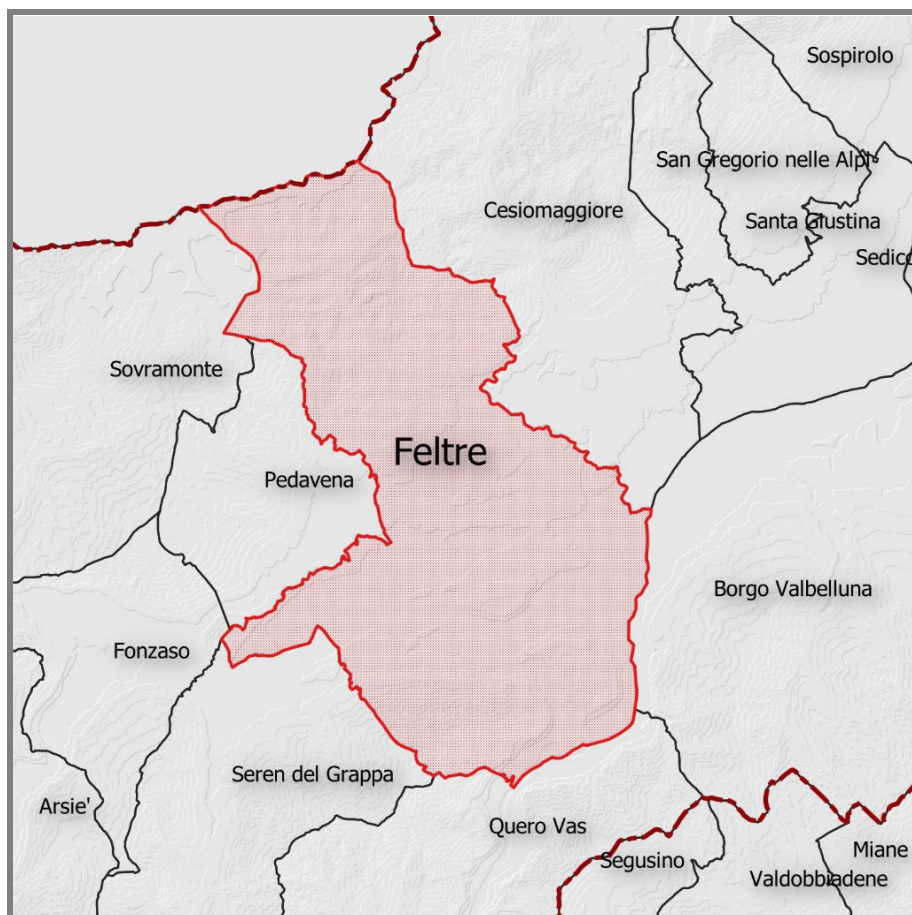 Sospirolo
San Gregorio nelle Alpi
Cesiomaggiore
Santa Giustina
Sedico
Sovramonte
Feltre
Pedavena
Borgo Valbelluna
Fonzaso
Seren del Grappa
Arsie'
Quero Vas
Segusino
Miane
Valdobbiadene